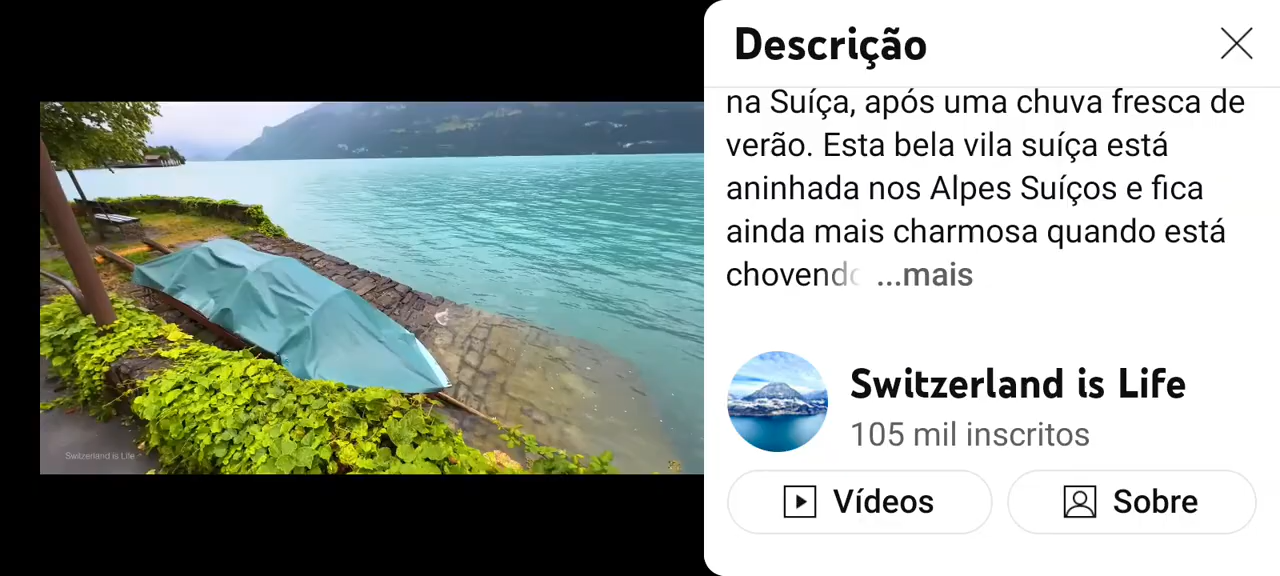 Descrição
na Suíça, após uma chuva fresca de
verão. Esta bela vila suíça está
aninhada nos Alpes Suíços e fica
ainda mais charmosa quando está
chovendo ...mais
Switzerland is Life
105 mil inscritos
Vídeos
Sobre
Switzerland is Life